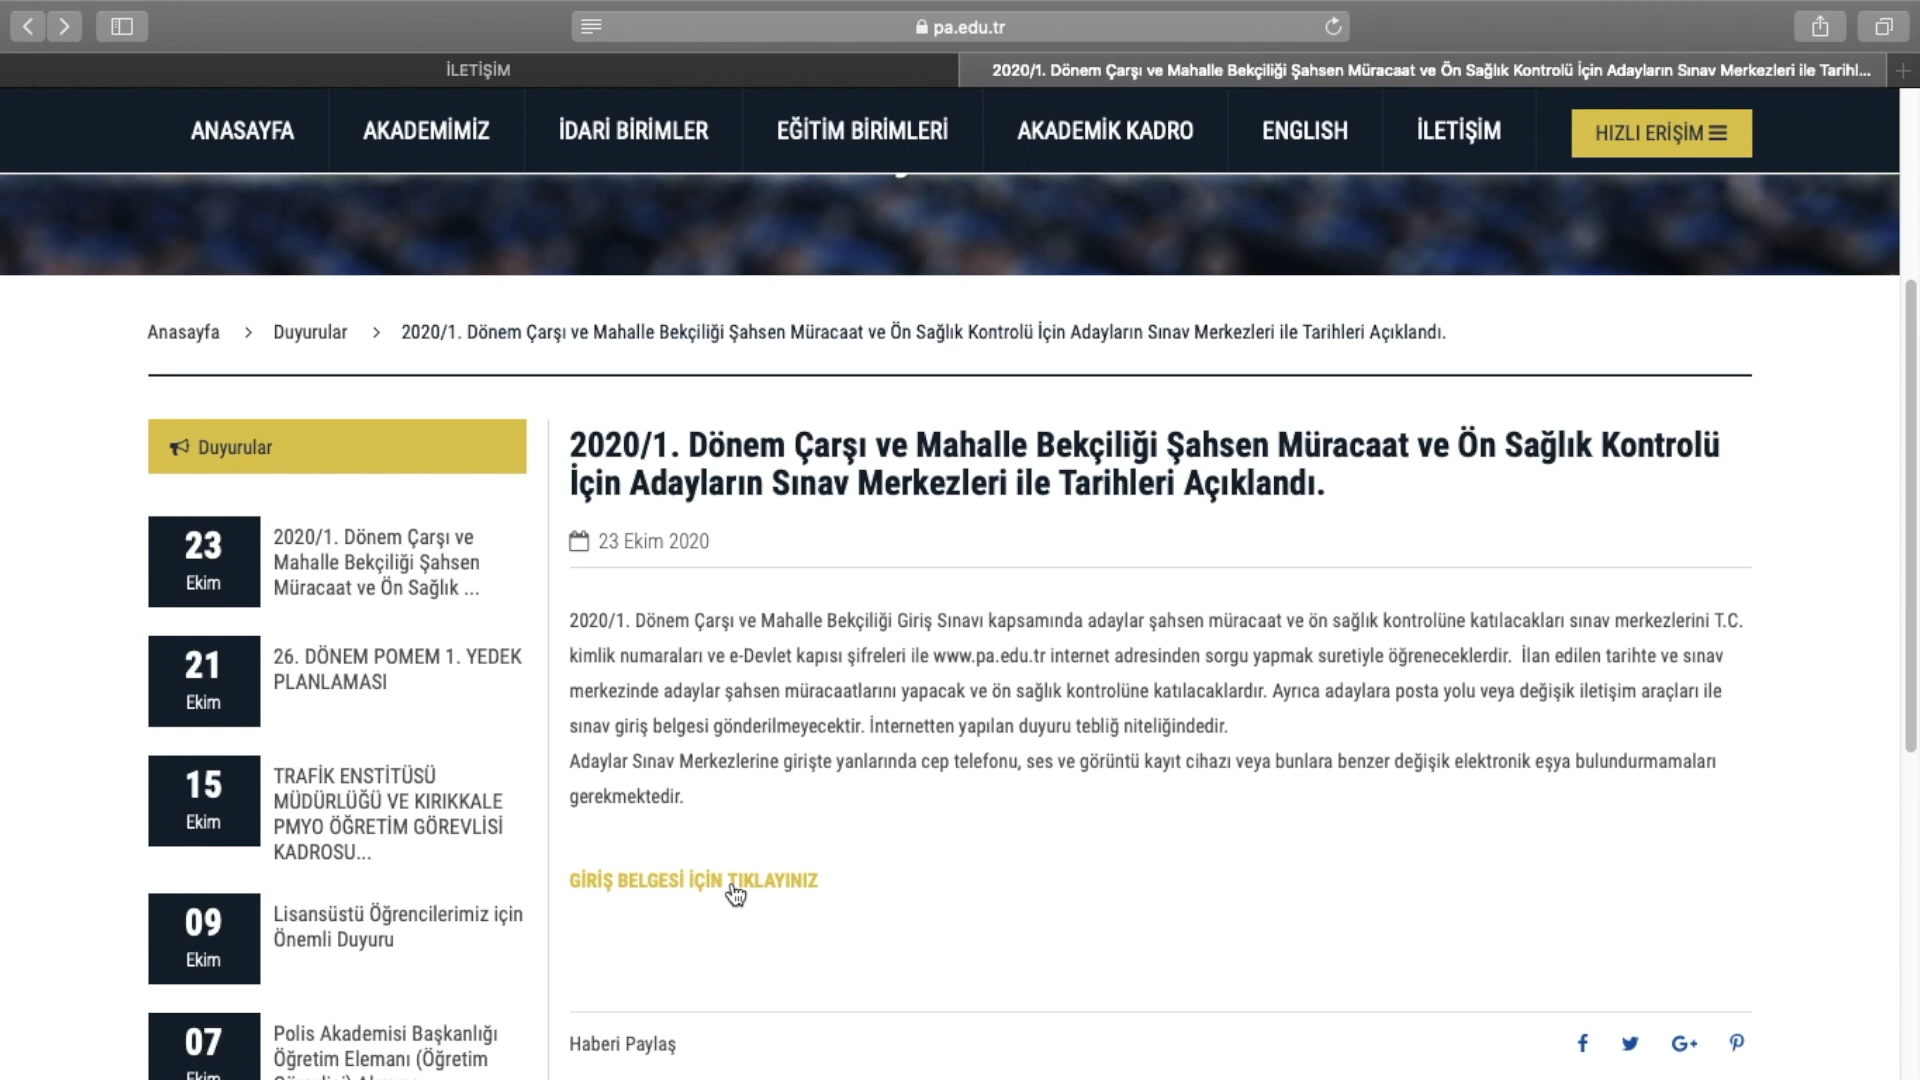 pa.edu.tr
İLETİŞİM
2020/1. Dönem Çarşı ve Mahalle Bekçiliği Şahsen Müracaat ve Ön Sağlık Kontrolü İçin Adayların Sınav Merkezleri ile Tarihl...
ANASAYFA
AKADEMİMİZ
İDARİ BİRİMLER
EĞİTİM BİRİMLERİ
AKADEMİK KADRO
ENGLISH
İLETİŞİM
HIZLI ERİŞİM
Anasayfa > Duyurular > 2020/1. Dönem Çarşı ve Mahalle Bekçiliği Şahsen Müracaat ve Ön Sağlık Kontrolü İçin Adayların Sınav Merkezleri ile Tarihleri Açıklandı.
Duyurular
23
Ekim
2020/1. Dönem Çarşı ve
Mahalle Bekçiliği Şahsen
Müracaat ve Ön Sağlık ...
21
Ekim
26. DÖNEM POMEM 1. YEDEK
PLANLAMASI
15
Ekim
TRAFİK ENSTİTÜSÜ
MÜDÜRLÜĞÜ VE KIRIKKALE
PMYO ÖĞRETİM GÖREVLİSİ
KADROSU...
09
Ekim
Lisansüstü Öğrencilerimiz için
Önemli Duyuru
07
Ekim
Polis Akademisi Başkanlığı
Öğretim Elemanı (Öğretim
2020/1. Dönem Çarşı ve Mahalle Bekçiliği Şahsen Müracaat ve Ön Sağlık Kontrolü
İçin Adayların Sınav Merkezleri ile Tarihleri Açıklandı.
23 Ekim 2020
2020/1. Dönem Çarşı ve Mahalle Bekçiliği Giriş Sınavı kapsamında adaylar şahsen müracaat ve ön sağlık kontrolüne katılacakları sınav merkezlerini T.C.
kimlik numaraları ve e-Devlet kapısı şifreleri ile www.pa.edu.tr internet adresinden sorgu yapmak suretiyle öğreneceklerdir. İlan edilen tarihte ve sınav
merkezinde adaylar şahsen müracaatlarını yapacak ve ön sağlık kontrolüne katılacaklardır. Ayrıca adaylara posta yolu veya değişik iletişim araçları ile
sınav giriş belgesi gönderilmeyecektir. İnternetten yapılan duyuru tebliğ niteliğindedir.
Adaylar Sınav Merkezlerine girişte yanlarında cep telefonu, ses ve görüntü kayıt cihazı veya bunlara benzer değişik elektronik eşya bulundurmamaları
gerekmektedir.
GİRİŞ BELGESİ İÇİN TIKLAYINIZ
Haberi Paylaş